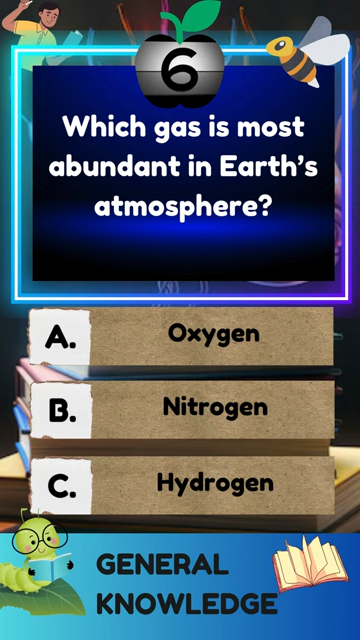 6
Which gas is most
abundant in Earth's
atmosphere?
A. Oxygen
B. Nitrogen
C. Hydrogen
GENERAL
KNOWLEDGE